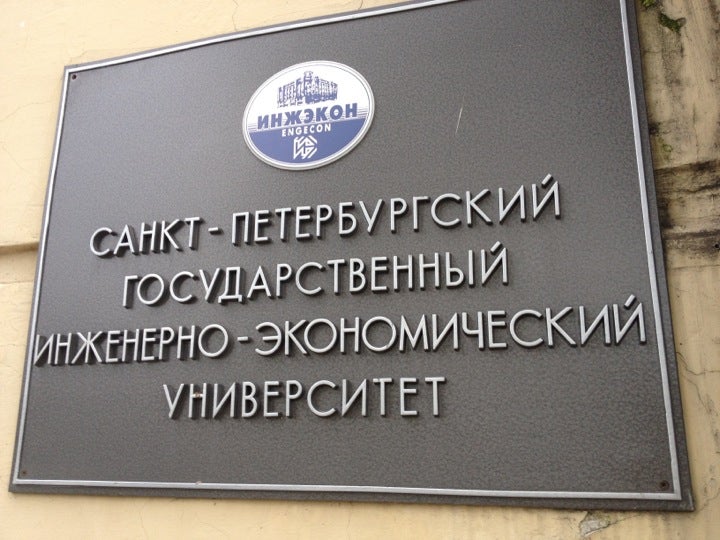 ИНЖЭКОН
ENGECON
САНКТ-ПЕТЕРБУРГСКИЙ
ГОСУДАРСТВЕННЫЙ
ИНЖЕНЕРНО-ЭКОНОМИЧЕСКИЙ
УНИВЕРСИТЕТ